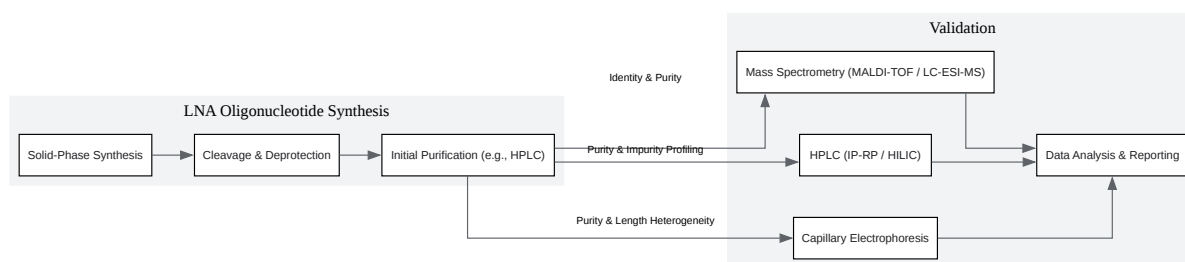 LNA Oligonucleotide Synthesis
Solid-Phase Synthesis
Cleavage & Deprotection
Initial Purification (e.g., HPLC)
Identity & Purity
Purity & Impurity Profiling
Purity & Length Heterogeneity
Validation
Mass Spectrometry (MALDI-TOF / LC-ESI-MS)
HPLC (IP-RP / HILIC)
Capillary Electrophoresis
Data Analysis & Reporting